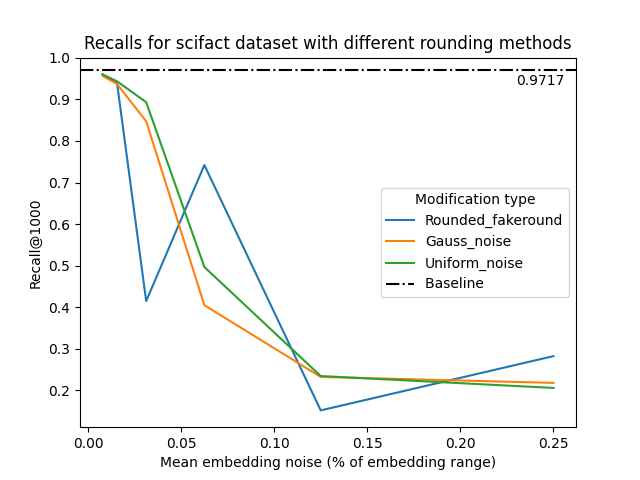 Recalls for scifact dataset with different rounding methods
1.0
0.9717
0.9
0.8
0.7
Modification type
Rounded_fakeround
0.6
Gauss_noise
Uniform_noise
0.5
Baseline
0.4
0.3
0.2
Recall@1000
0.00
0.05
0.10
0.15
0.20
0.25
Mean embedding noise (% of embedding range)